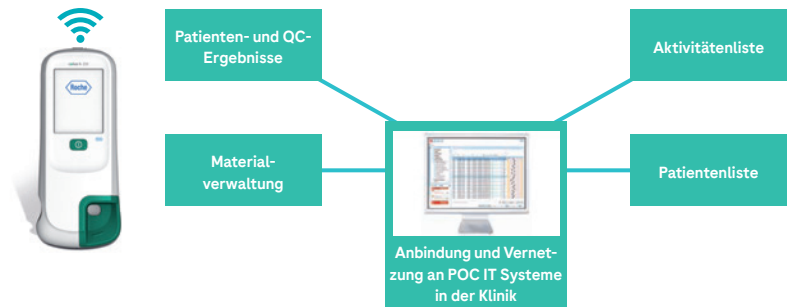 Patienten- und QC-
Ergebnisse
Aktivitätenliste
Roche
Material-
verwaltung
Patientenliste
Anbindung und Vernet-
zung an POC IT Systeme
in der Klinik